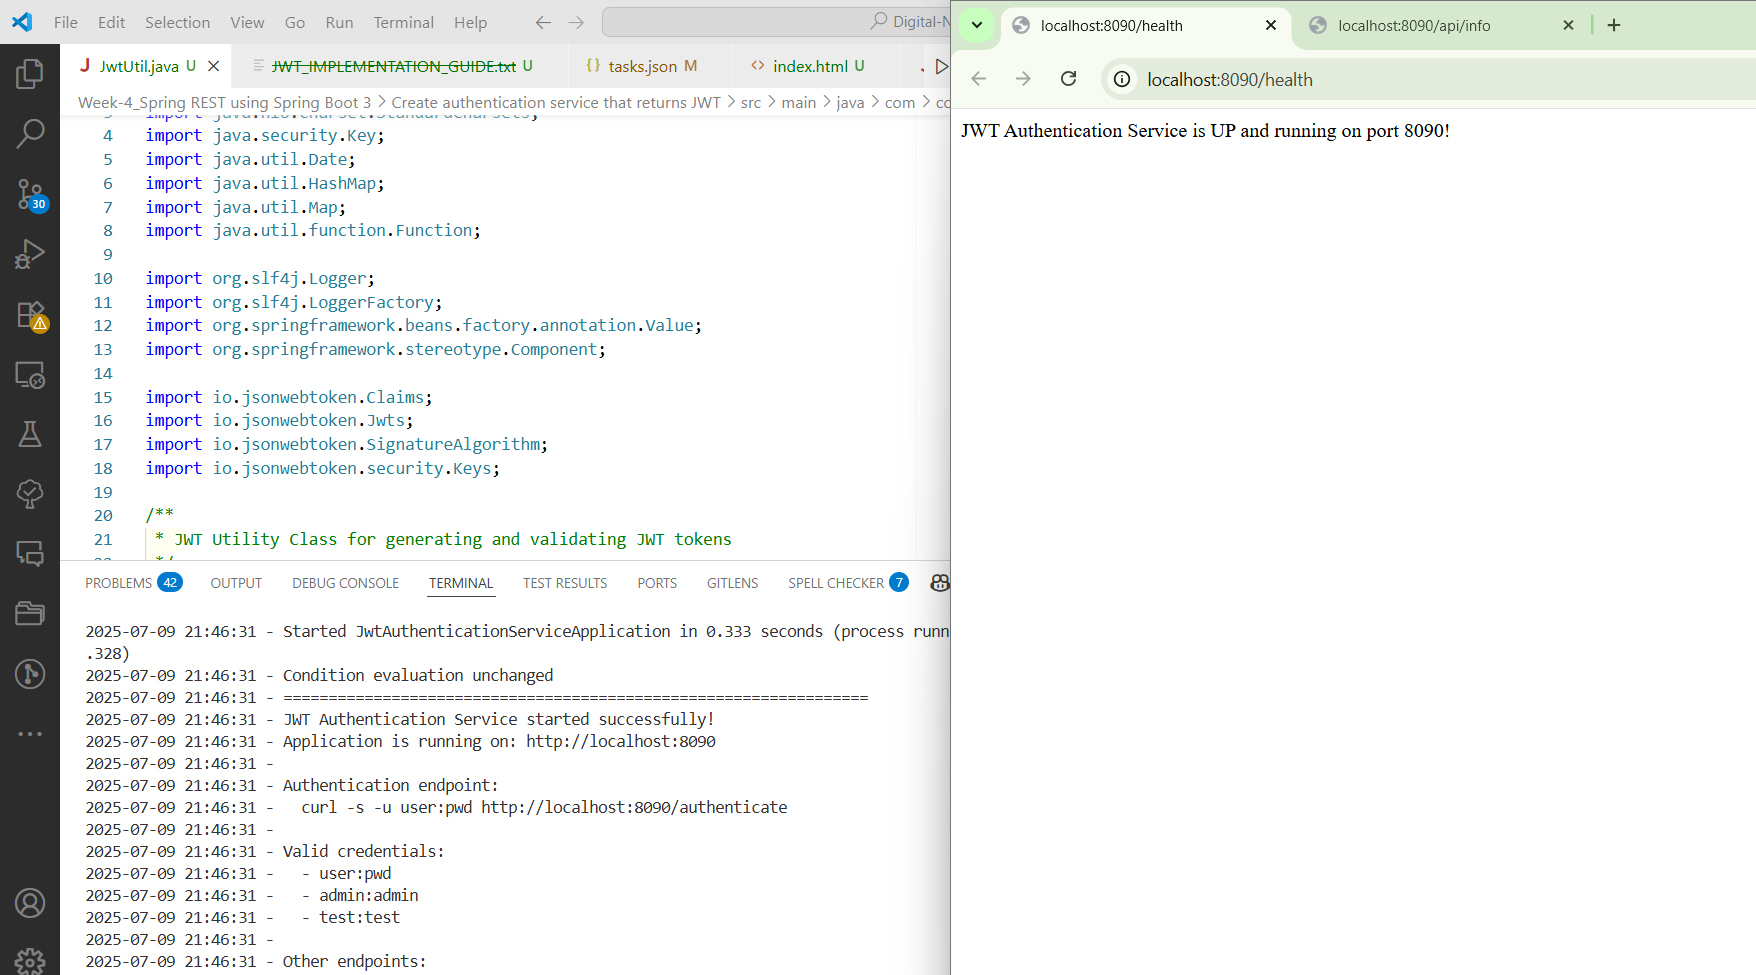 File Edit Selection View Go Run Terminal Help
Digital-N
JwtUtil.java U
JWT_IMPLEMENTATION_GUIDE.txt U
tasks.json M
index.html U
Week-4_Spring REST using Spring Boot 3 > Create authentication service that returns JWT > src > main > java > com > co
3 import java.nio.charset.StandardCharsets;
4 import java.security.Key;
5 import java.util.Date;
6 import java.util.HashMap;
7 import java.util.Map;
8 import java.util.function.Function;
9
10 import org.slf4j.Logger;
11 import org.slf4j.LoggerFactory;
12 import org.springframework.beans.factory.annotation.Value;
13 import org.springframework.stereotype.Component;
14
15 import io.jsonwebtoken.Claims;
16 import io.jsonwebtoken.Jwts;
17 import io.jsonwebtoken.SignatureAlgorithm;
18 import io.jsonwebtoken.security.Keys;
19
20 /**
21 * JWT Utility Class for generating and validating JWT tokens
30
PROBLEMS 42 OUTPUT DEBUG CONSOLE TERMINAL TEST RESULTS PORTS GITLENS SPELL CHECKER 7
2025-07-09 21:46:31 - Started JwtAuthenticationServiceApplication in 0.333 seconds (process runn
.328)
2025-07-09 21:46:31 - Condition evaluation unchanged
2025-07-09 21:46:31 - =================================================================
2025-07-09 21:46:31 - JWT Authentication Service started successfully!
2025-07-09 21:46:31 - Application is running on: http://localhost:8090
2025-07-09 21:46:31 -
2025-07-09 21:46:31 - Authentication endpoint:
2025-07-09 21:46:31 -   curl -s -u user:pwd http://localhost:8090/authenticate
2025-07-09 21:46:31 -
2025-07-09 21:46:31 - Valid credentials:
2025-07-09 21:46:31 -   - user:pwd
2025-07-09 21:46:31 -   - admin:admin
2025-07-09 21:46:31 -   - test:test
2025-07-09 21:46:31 -
2025-07-09 21:46:31 - Other endpoints:
localhost:8090/health
localhost:8090/api/info
localhost:8090/health
JWT Authentication Service is UP and running on port 8090!